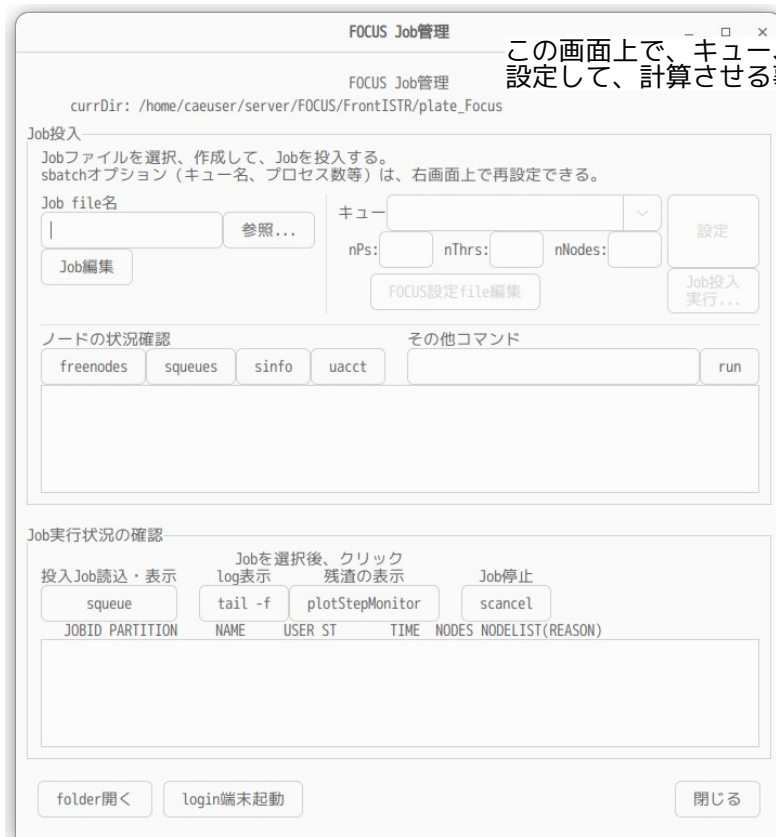 FOCUS Job管理
この画面上で、キュー、
設定して、計算させる
FOCUS Job管理
currDir: /home/caeuser/server/FOCUS/FrontISTR/plate_Focus
Job投入
Jobファイルを選択、作成して、Jobを投入する。
sbatchオプション（キュー名、プロセス数等）は、右画面上で再設定できる。
Job file名
参照...
Job編集
キュー
設定
nPs: nThrs: nNodes:
FOCUS設定file編集
Job投入
実行...
ノードの状況確認
freenodes squeues sinfo uacct
その他コマンド
run
Job実行状況の確認
Jobを選択後、クリック
投入Job読込・表示 log表示 残渣の表示 Job停止
squeue tail -f plotStepMonitor scancel
JOBID PARTITION NAME USER ST TIME NODES NODELIST(REASON)
folder開く login端末起動 閉じる